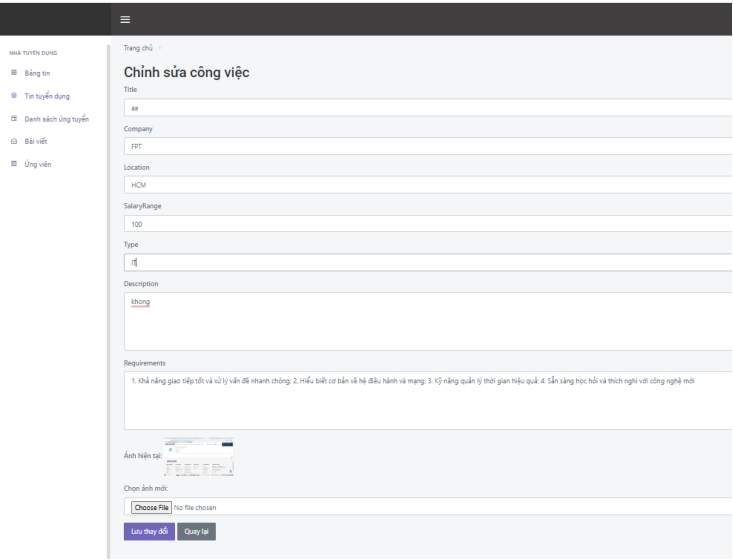 Trang chủ
NHÀ TUYỂN DỤNG
Bảng tin
Tin tuyển dụng
Danh sách ứng tuyển
Bài viết
Ứng viên
Chỉnh sửa công việc
Title
aa
Company
FPT
Location
HCM
SalaryRange
100
Type
IT
Description
khong
Requirements
1. Khả năng giao tiếp tốt và xử lý vấn đề nhanh chóng; 2. Hiểu biết cơ bản về hệ điều hành và mạng; 3. Kỹ năng quản lý thời gian hiệu quả; 4. Sẵn sàng học hỏi và thích nghi với công nghệ mới
Ảnh hiện tại:
Chọn ảnh mới:
Choose File No file chosen
Lưu thay đổi
Quay lại